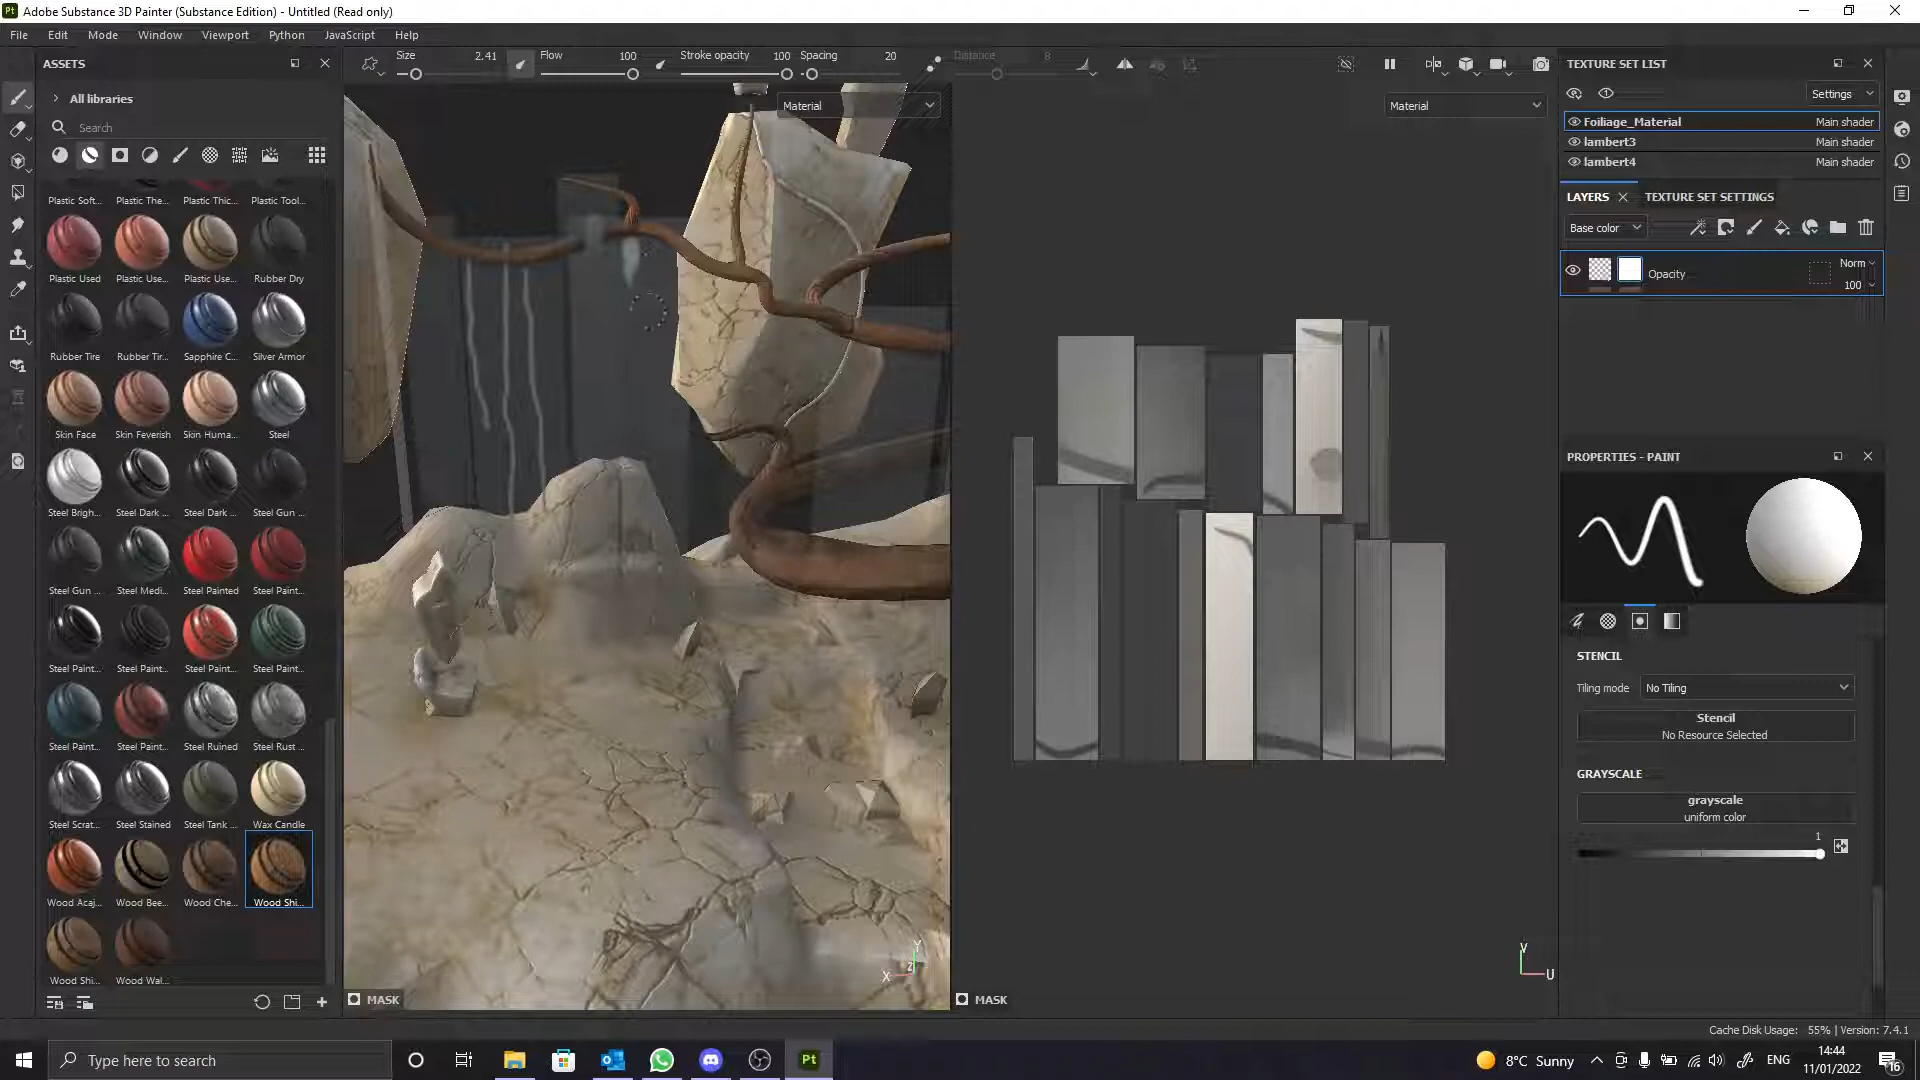 Adobe Substance 3D Painter (Substance Edition) - Untitled (Read only)
File Edit Mode Window Viewport Python JavaScript Help
ASSETS
All libraries
Search
Plastic Soft... Plastic The... Plastic Thic... Plastic Tool...
Plastic Used Plastic Use... Plastic Use... Rubber Dry
Rubber Tire Rubber Tir... Sapphire C... Silver Armor
Skin Face Skin Feverish Skin Huma... Steel
Steel Brigh... Steel Dark ... Steel Dark ... Steel Gun ...
Steel Gun ... Steel Medi... Steel Painted Steel Paint...
Steel Paint... Steel Paint... Steel Paint... Steel Paint...
Steel Paint... Steel Paint... Steel Ruined Steel Rust ...
Steel Scrat... Steel Stained Steel Tank ... Wax Candle
Wood Acaj... Wood Bee... Wood Che... Wood Shi...
Wood Shi... Wood Wal...
Size 2.41 Flow 100 Stroke opacity 100 Spacing 20 Distance 8
Material
Material
Y
X Z
MASK
V
U
MASK
TEXTURE SET LIST
Settings
Foiliage_Material Main shader
lambert3 Main shader
lambert4 Main shader
LAYERS TEXTURE SET SETTINGS
Base color
Opacity Norm
100
PROPERTIES - PAINT
STENCIL
Tiling mode No Tiling
Stencil
No Resource Selected
GRAYSCALE
grayscale
uniform color
1
Cache Disk Usage: 55% | Version: 7.4.1
Type here to search
Pt
8°C Sunny
ENG
14:44
11/01/2022
16